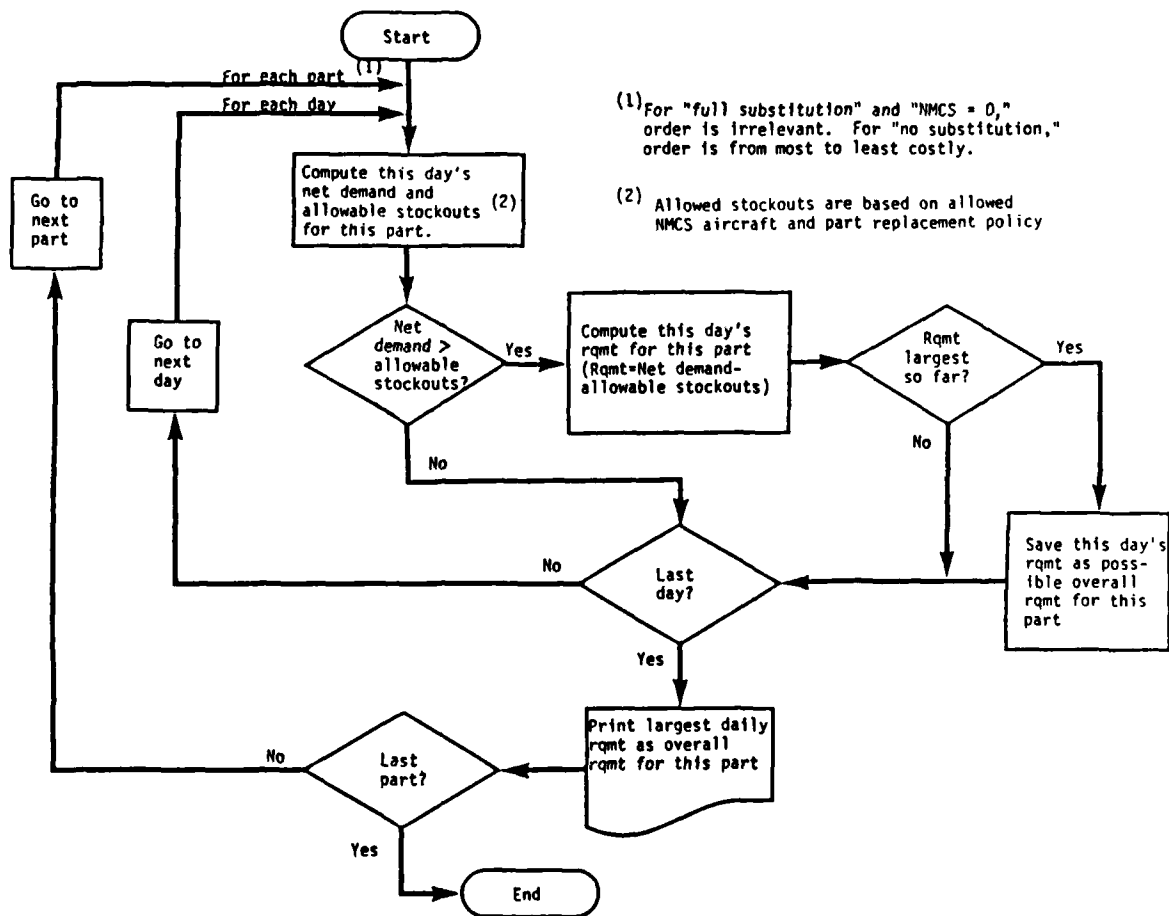 Start
(1)
For each part
For each day
(1) For "full substitution" and "NMCS = 0,"
order is irrelevant. For "no substitution,"
order is from most to least costly.
(2) Allowed stockouts are based on allowed
NMCS aircraft and part replacement policy
Compute this day's
net demand and
allowable stockouts (2)
for this part.
Go to
next
part
Go to
next
day
Net
demand >
allowable
stockouts?
Yes
No
Compute this day's
rqmt for this part
(Rqmt=Net demand-
allowable stockouts)
Rqmt
largest
so far?
Yes
No
Save this day's
rqmt as poss-
ible overall
rqmt for this
part
Last
day?
No
Yes
Print largest daily
rqmt as overall
rqmt for this part
Last
part?
No
Yes
End